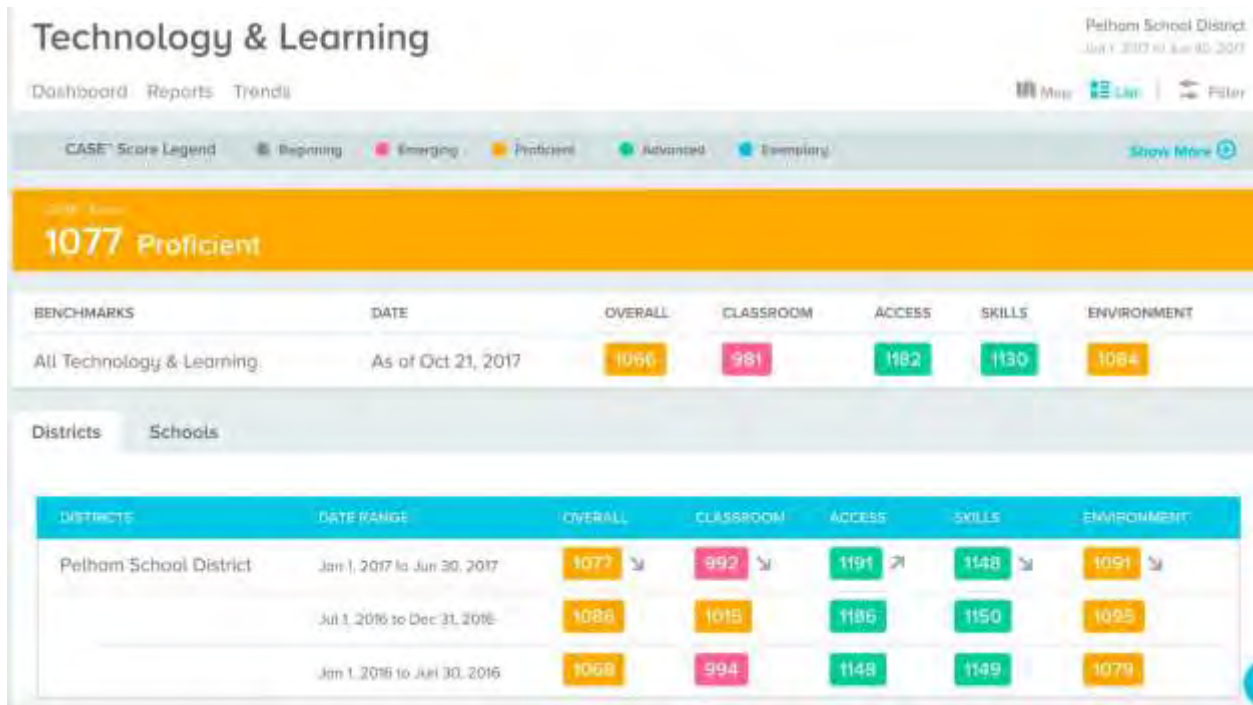 Technology & Learning
Pelham School District
Dashboard Reports Trends
Map List Filter
CASE™ Score Legend Beginning Emerging Proficient Advanced Exemplary Show More
1077 Proficient
BENCHMARKS DATE OVERALL CLASSROOM ACCESS SKILLS ENVIRONMENT
All Technology & Learning As of Oct 21, 2017 1066 981 1182 1130 1084
Districts Schools
DISTRICTS DATE RANGE OVERALL CLASSROOM ACCESS SKILLS ENVIRONMENT
Pelham School District Jan 1, 2017 to Jun 30, 2017 1077 992 1191 1148 1091
Jul 1, 2016 to Dec 31, 2016 1086 1015 1186 1150 1095
Jan 1, 2016 to Jun 30, 2016 1068 994 1148 1149 1079